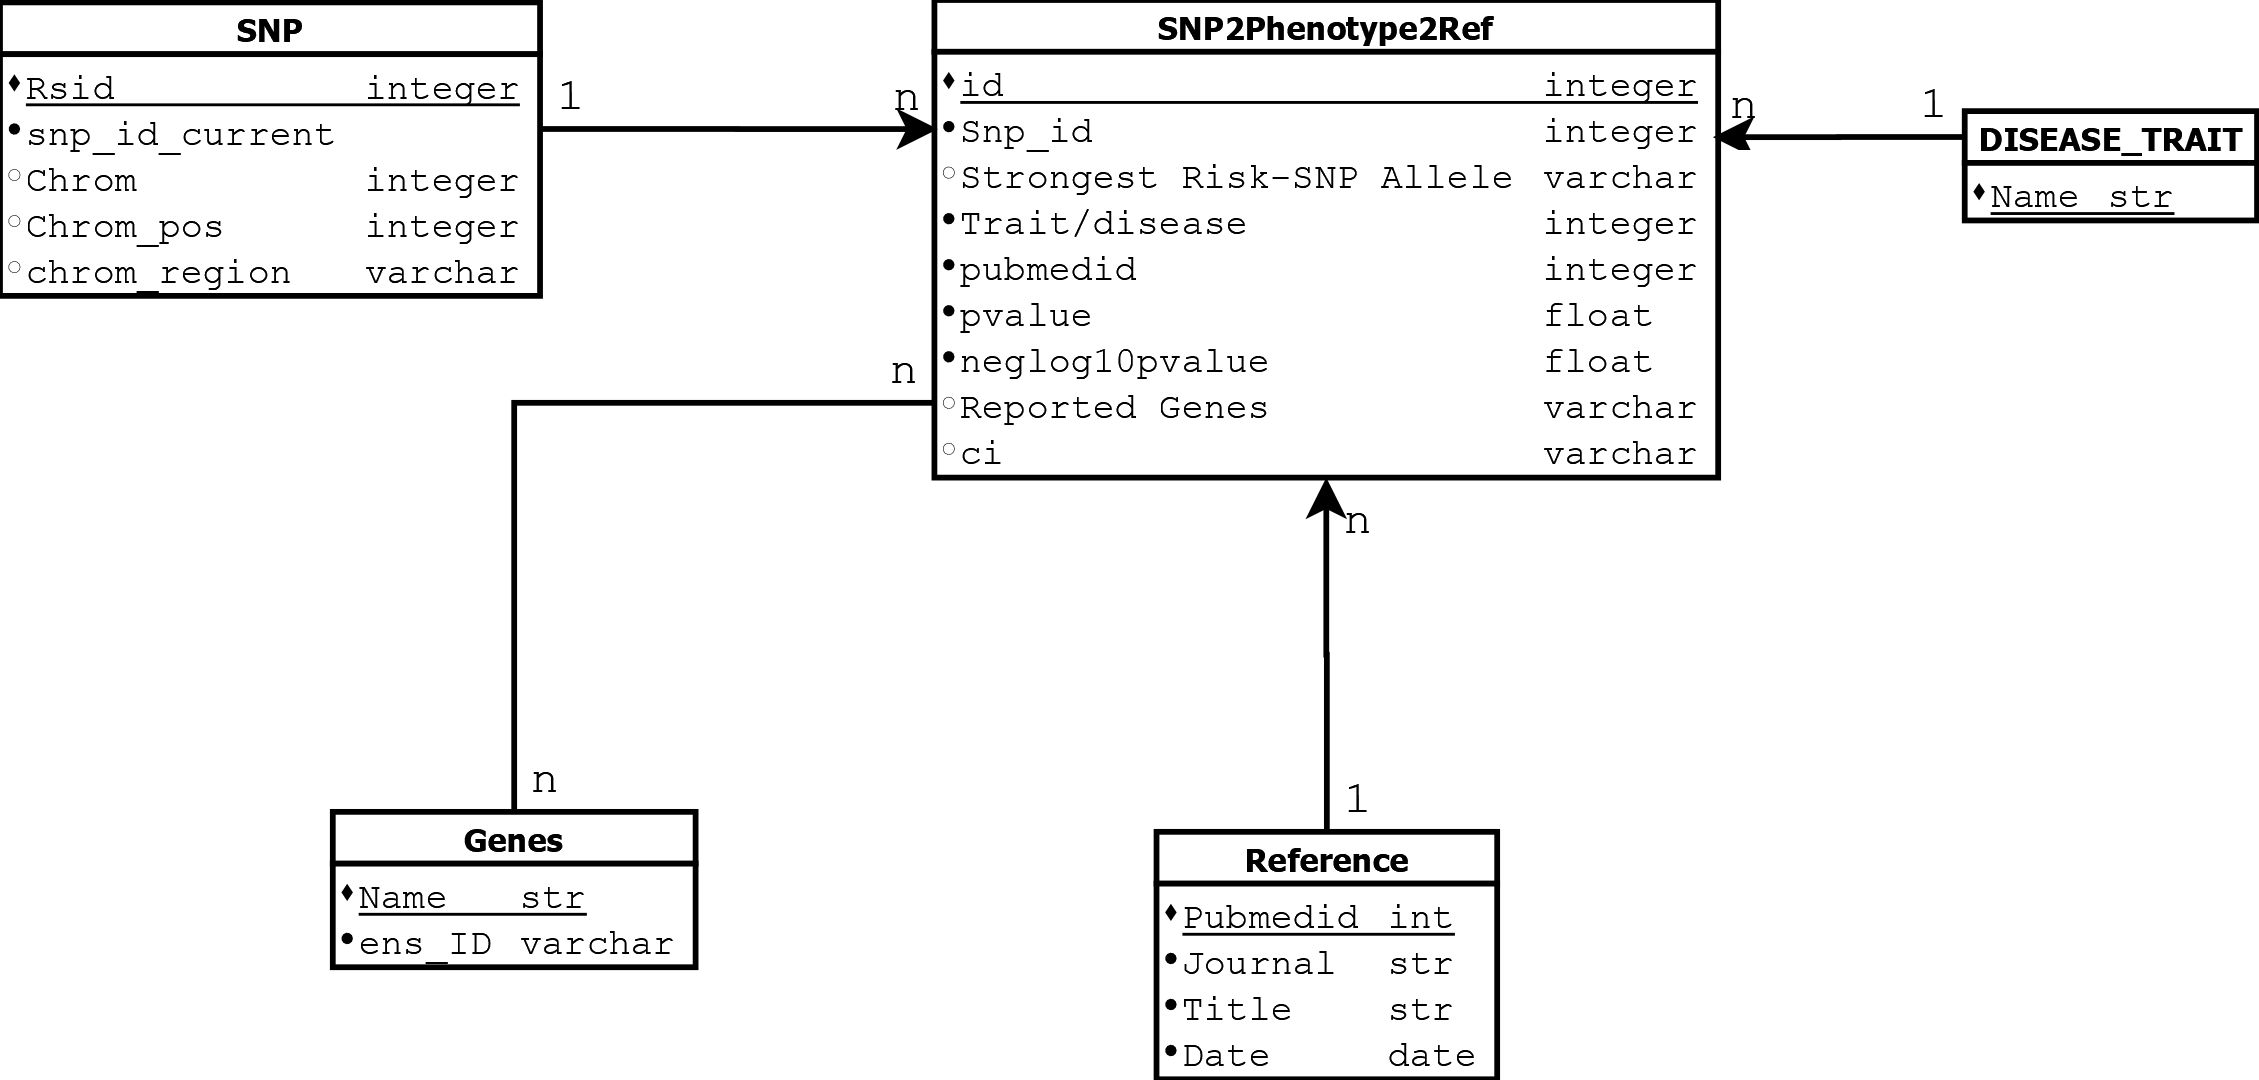 SNP
Rsid integer
snp_id_current
Chrom integer
Chrom_pos integer
chrom_region varchar
1
n
SNP2Phenotype2Ref
id integer
Snp_id integer
Strongest Risk-SNP Allele varchar
Trait/disease integer
pubmedid integer
pvalue float
neglog10pvalue float
Reported Genes varchar
ci varchar
n
1
DISEASE_TRAIT
Name str
n
n
Genes
Name str
ens_ID varchar
n
1
Reference
Pubmedid int
Journal str
Title str
Date date